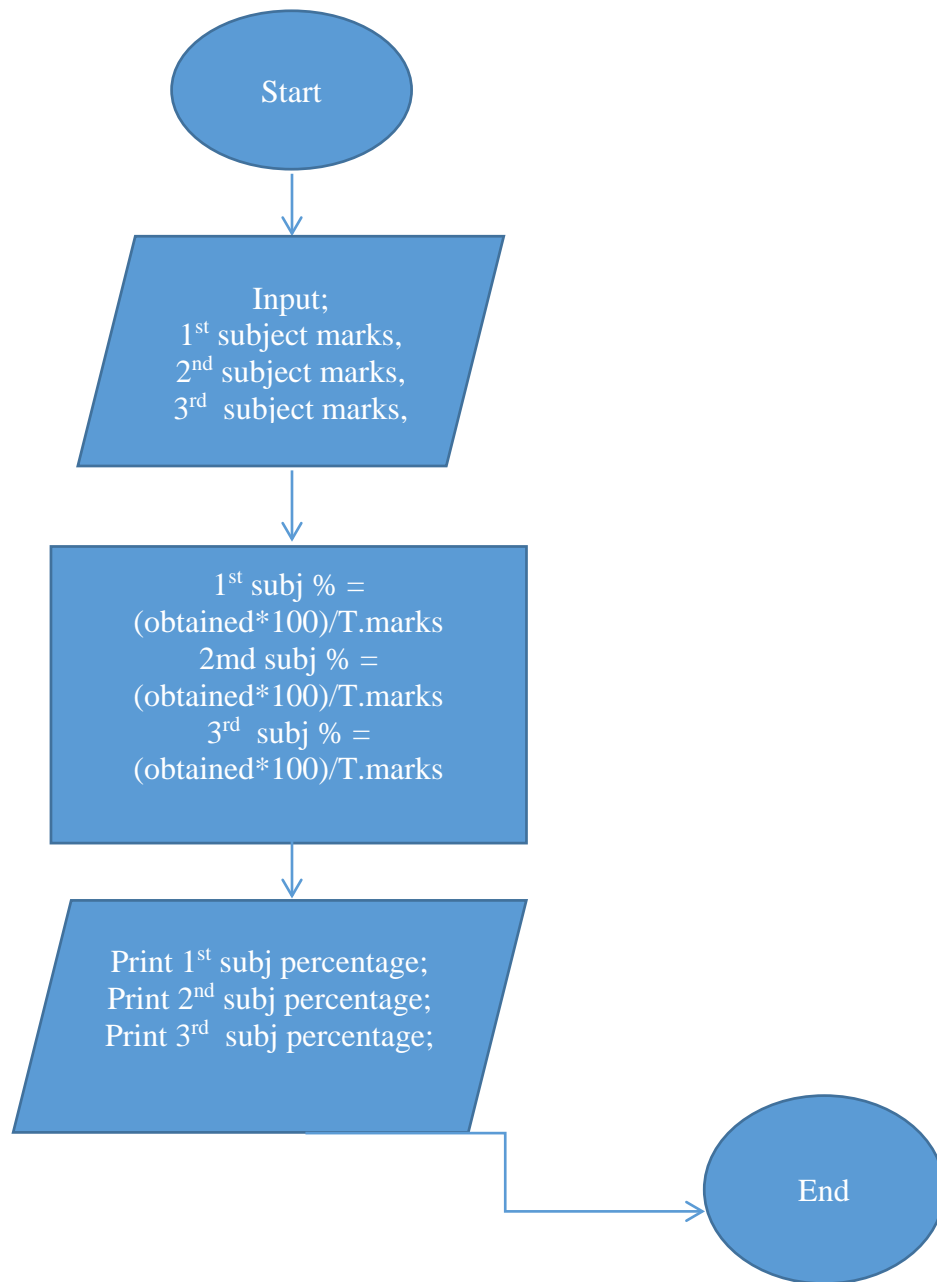 Start
Input;
1st subject marks,
2nd subject marks,
3rd  subject marks,
1st subj % =
(obtained*100)/T.marks
2md subj % =
(obtained*100)/T.marks
3rd  subj % =
(obtained*100)/T.marks
Print 1st subj percentage;
Print 2nd subj percentage;
Print 3rd  subj percentage;
End